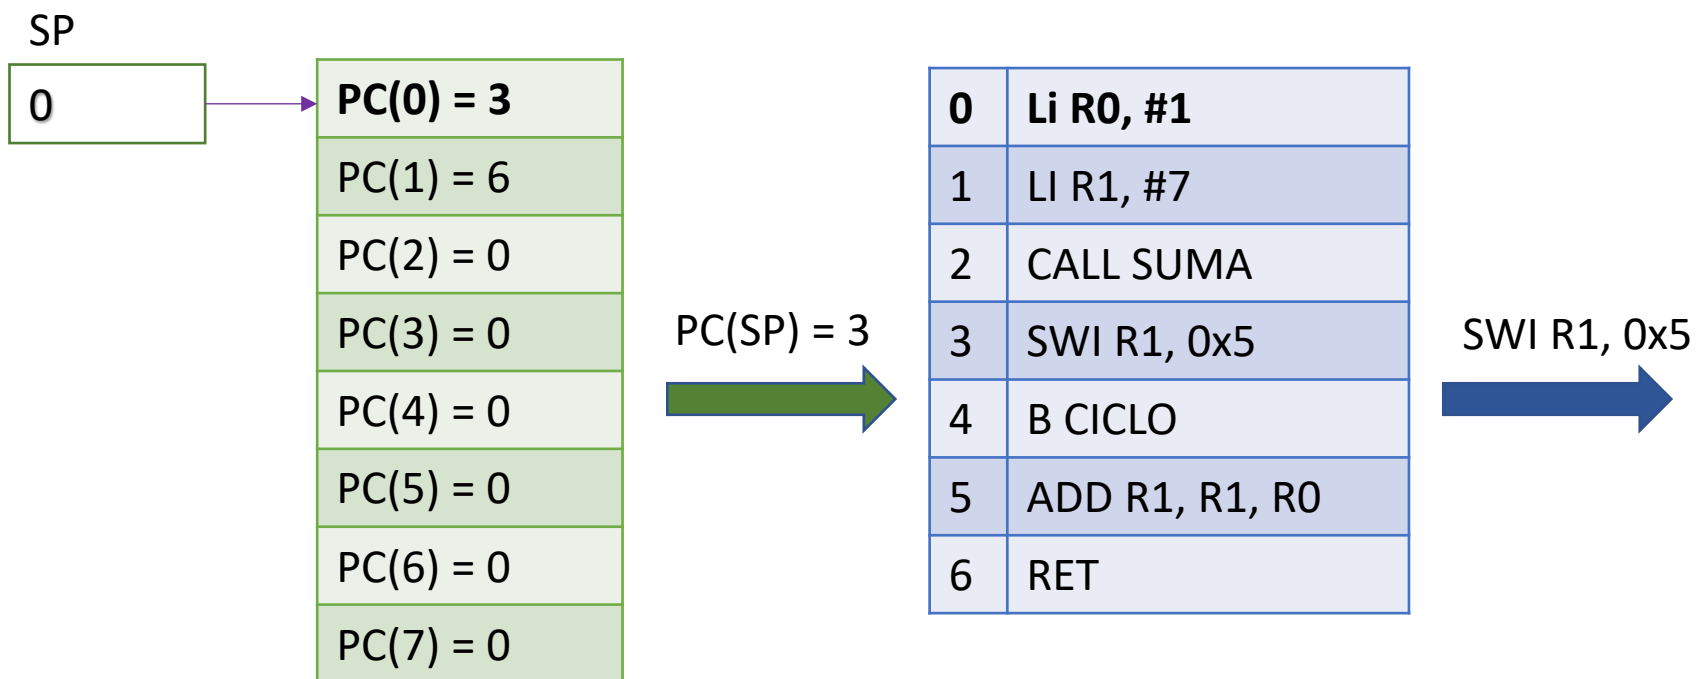 SP
0
PC(0) = 3
PC(1) = 6
PC(2) = 0
PC(3) = 0
PC(4) = 0
PC(5) = 0
PC(6) = 0
PC(7) = 0
PC(SP) = 3
0 Li R0, #1
1 LI R1, #7
2 CALL SUMA
3 SWI R1, 0x5
4 B CICLO
5 ADD R1, R1, R0
6 RET
SWI R1, 0x5